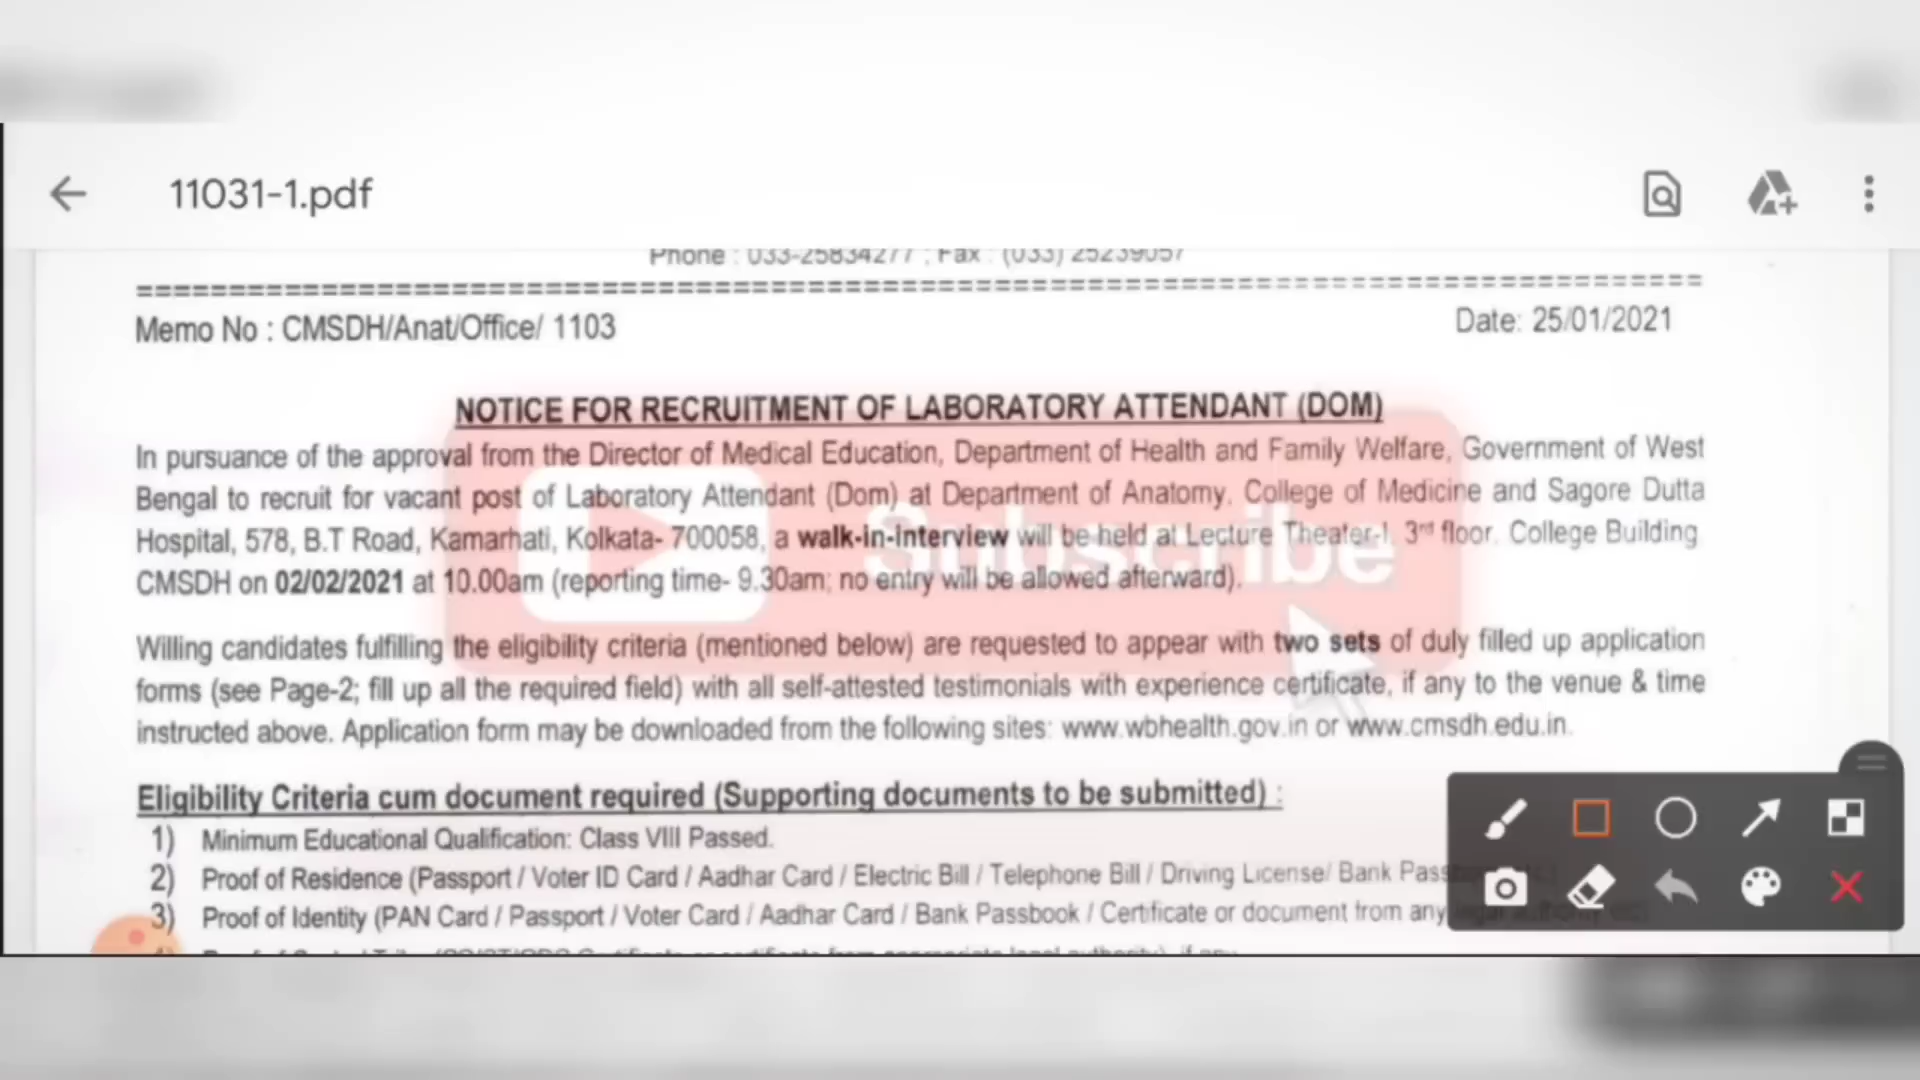 11031-1.pdf
Phone : 033-25834277 ; Fax : (033) 25239057
Memo No : CMSDH/Anat/Office/ 1103
Date: 25/01/2021
NOTICE FOR RECRUITMENT OF LABORATORY ATTENDANT (DOM)
In pursuance of the approval from the Director of Medical Education, Department of Health and Family Welfare, Government of West
Bengal to recruit for vacant post of Laboratory Attendant (Dom) at Department of Anatomy, College of Medicine and Sagore Dutta
Hospital, 578, B.T Road, Kamarhati, Kolkata- 700058, a walk-in-interview will be held at Lecture Theater-I, 3rd floor, College Building
CMSDH on 02/02/2021 at 10.00am (reporting time- 9.30am; no entry will be allowed afterward).
Subscribe
Willing candidates fulfilling the eligibility criteria (mentioned below) are requested to appear with two sets of duly filled up application
forms (see Page-2; fill up all the required field) with all self-attested testimonials with experience certificate, if any to the venue & time
instructed above. Application form may be downloaded from the following sites: www.wbhealth.gov.in or www.cmsdh.edu.in.
Eligibility Criteria cum document required (Supporting documents to be submitted) :
1) Minimum Educational Qualification: Class VIII Passed.
2) Proof of Residence (Passport / Voter ID Card / Aadhar Card / Electric Bill / Telephone Bill / Driving License/ Bank
3) Proof of Identity (PAN Card / Passport / Voter Card / Aadhar Card / Bank Passbook / Certificate or document from any